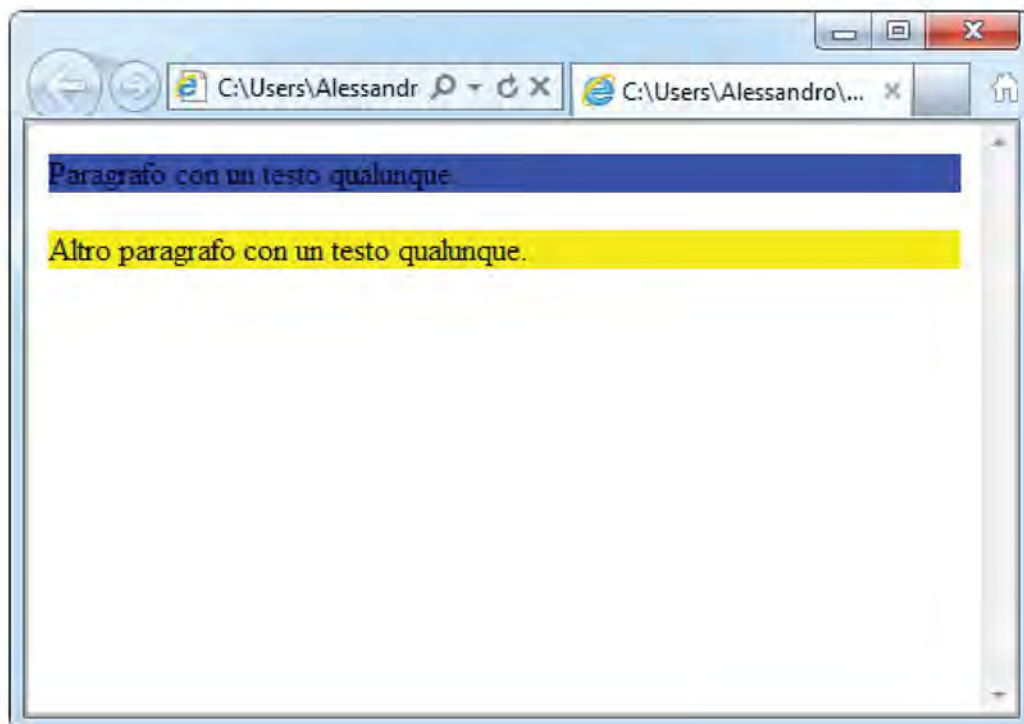 C:\Users\Alessandr
C:\Users\Alessandro\...
Paragrafo con un testo qualunque.
Altro paragrafo con un testo qualunque.